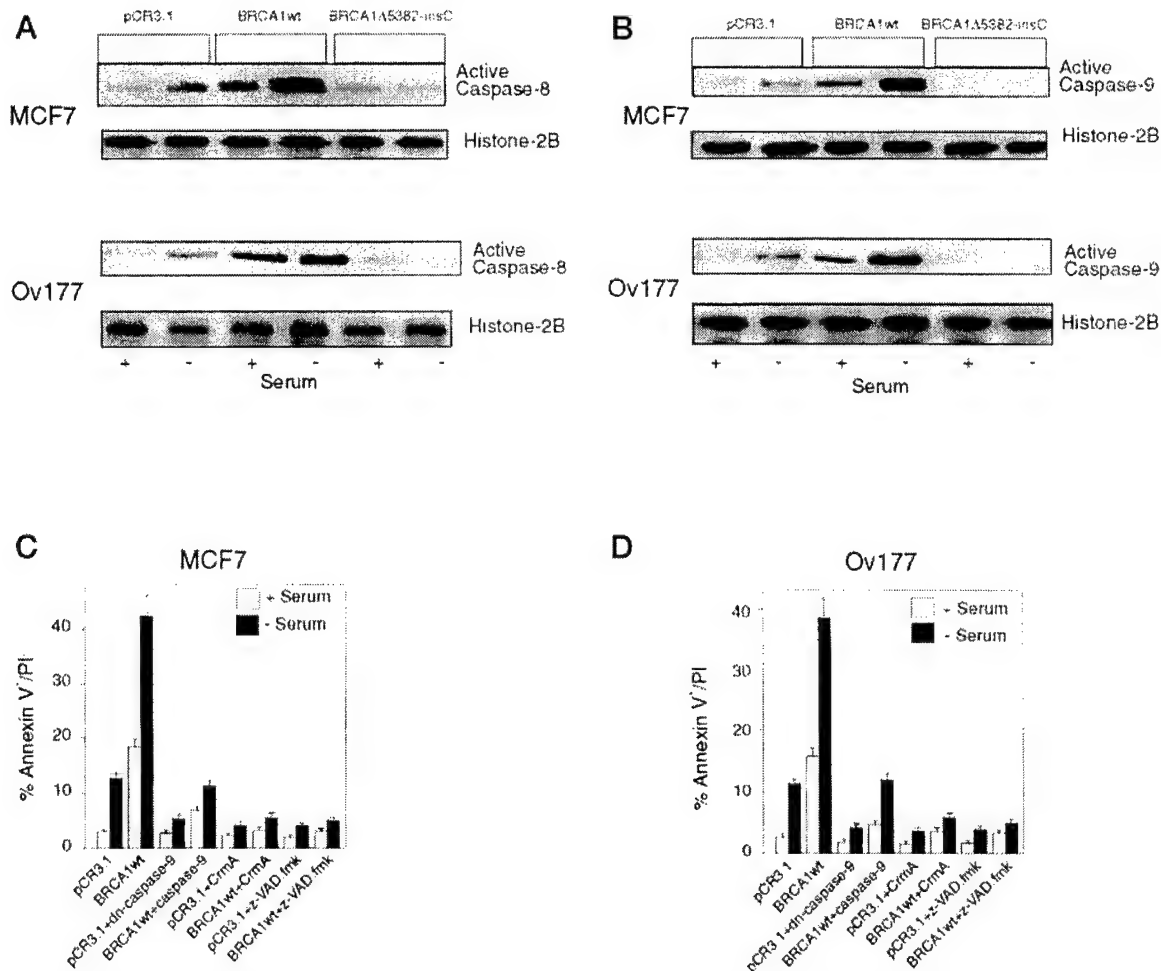 A
pCR3.1 BRCA1wt BRCA1Δ5382-insC
Active
Caspase-8
MCF7
Histone-2B
Active
Caspase-8
Ov177
Histone-2B
+ - + - + -
Serum
B
pCR3.1 BRCA1wt BRCA1Δ5382-insC
Active
Caspase-9
MCF7
Histone-2B
Active
Caspase-9
Ov177
Histone-2B
+ - + - + -
Serum
C
MCF7
+ Serum
- Serum
% Annexin V+/PI-
40
20
10
0
pCR3.1
BRCA1wt
pCR3.1+dn-caspase-9
BRCA1wt+caspase-9
pCR3.1+CrmA
BRCA1wt+CrmA
pCR3.1+z-VAD.fmk
BRCA1wt+z-VAD.fmk
D
Ov177
+ Serum
- Serum
% Annexin V+/PI
40
30
20
10
0
pCR3.1
BRCA1wt
pCR3.1+dn-caspase-9
BRCA1wt+caspase-9
pCR3.1+CrmA
BRCA1wt+CrmA
pCR3.1+z-VAD.fmk
BRCA1wt+z-VAD.fmk